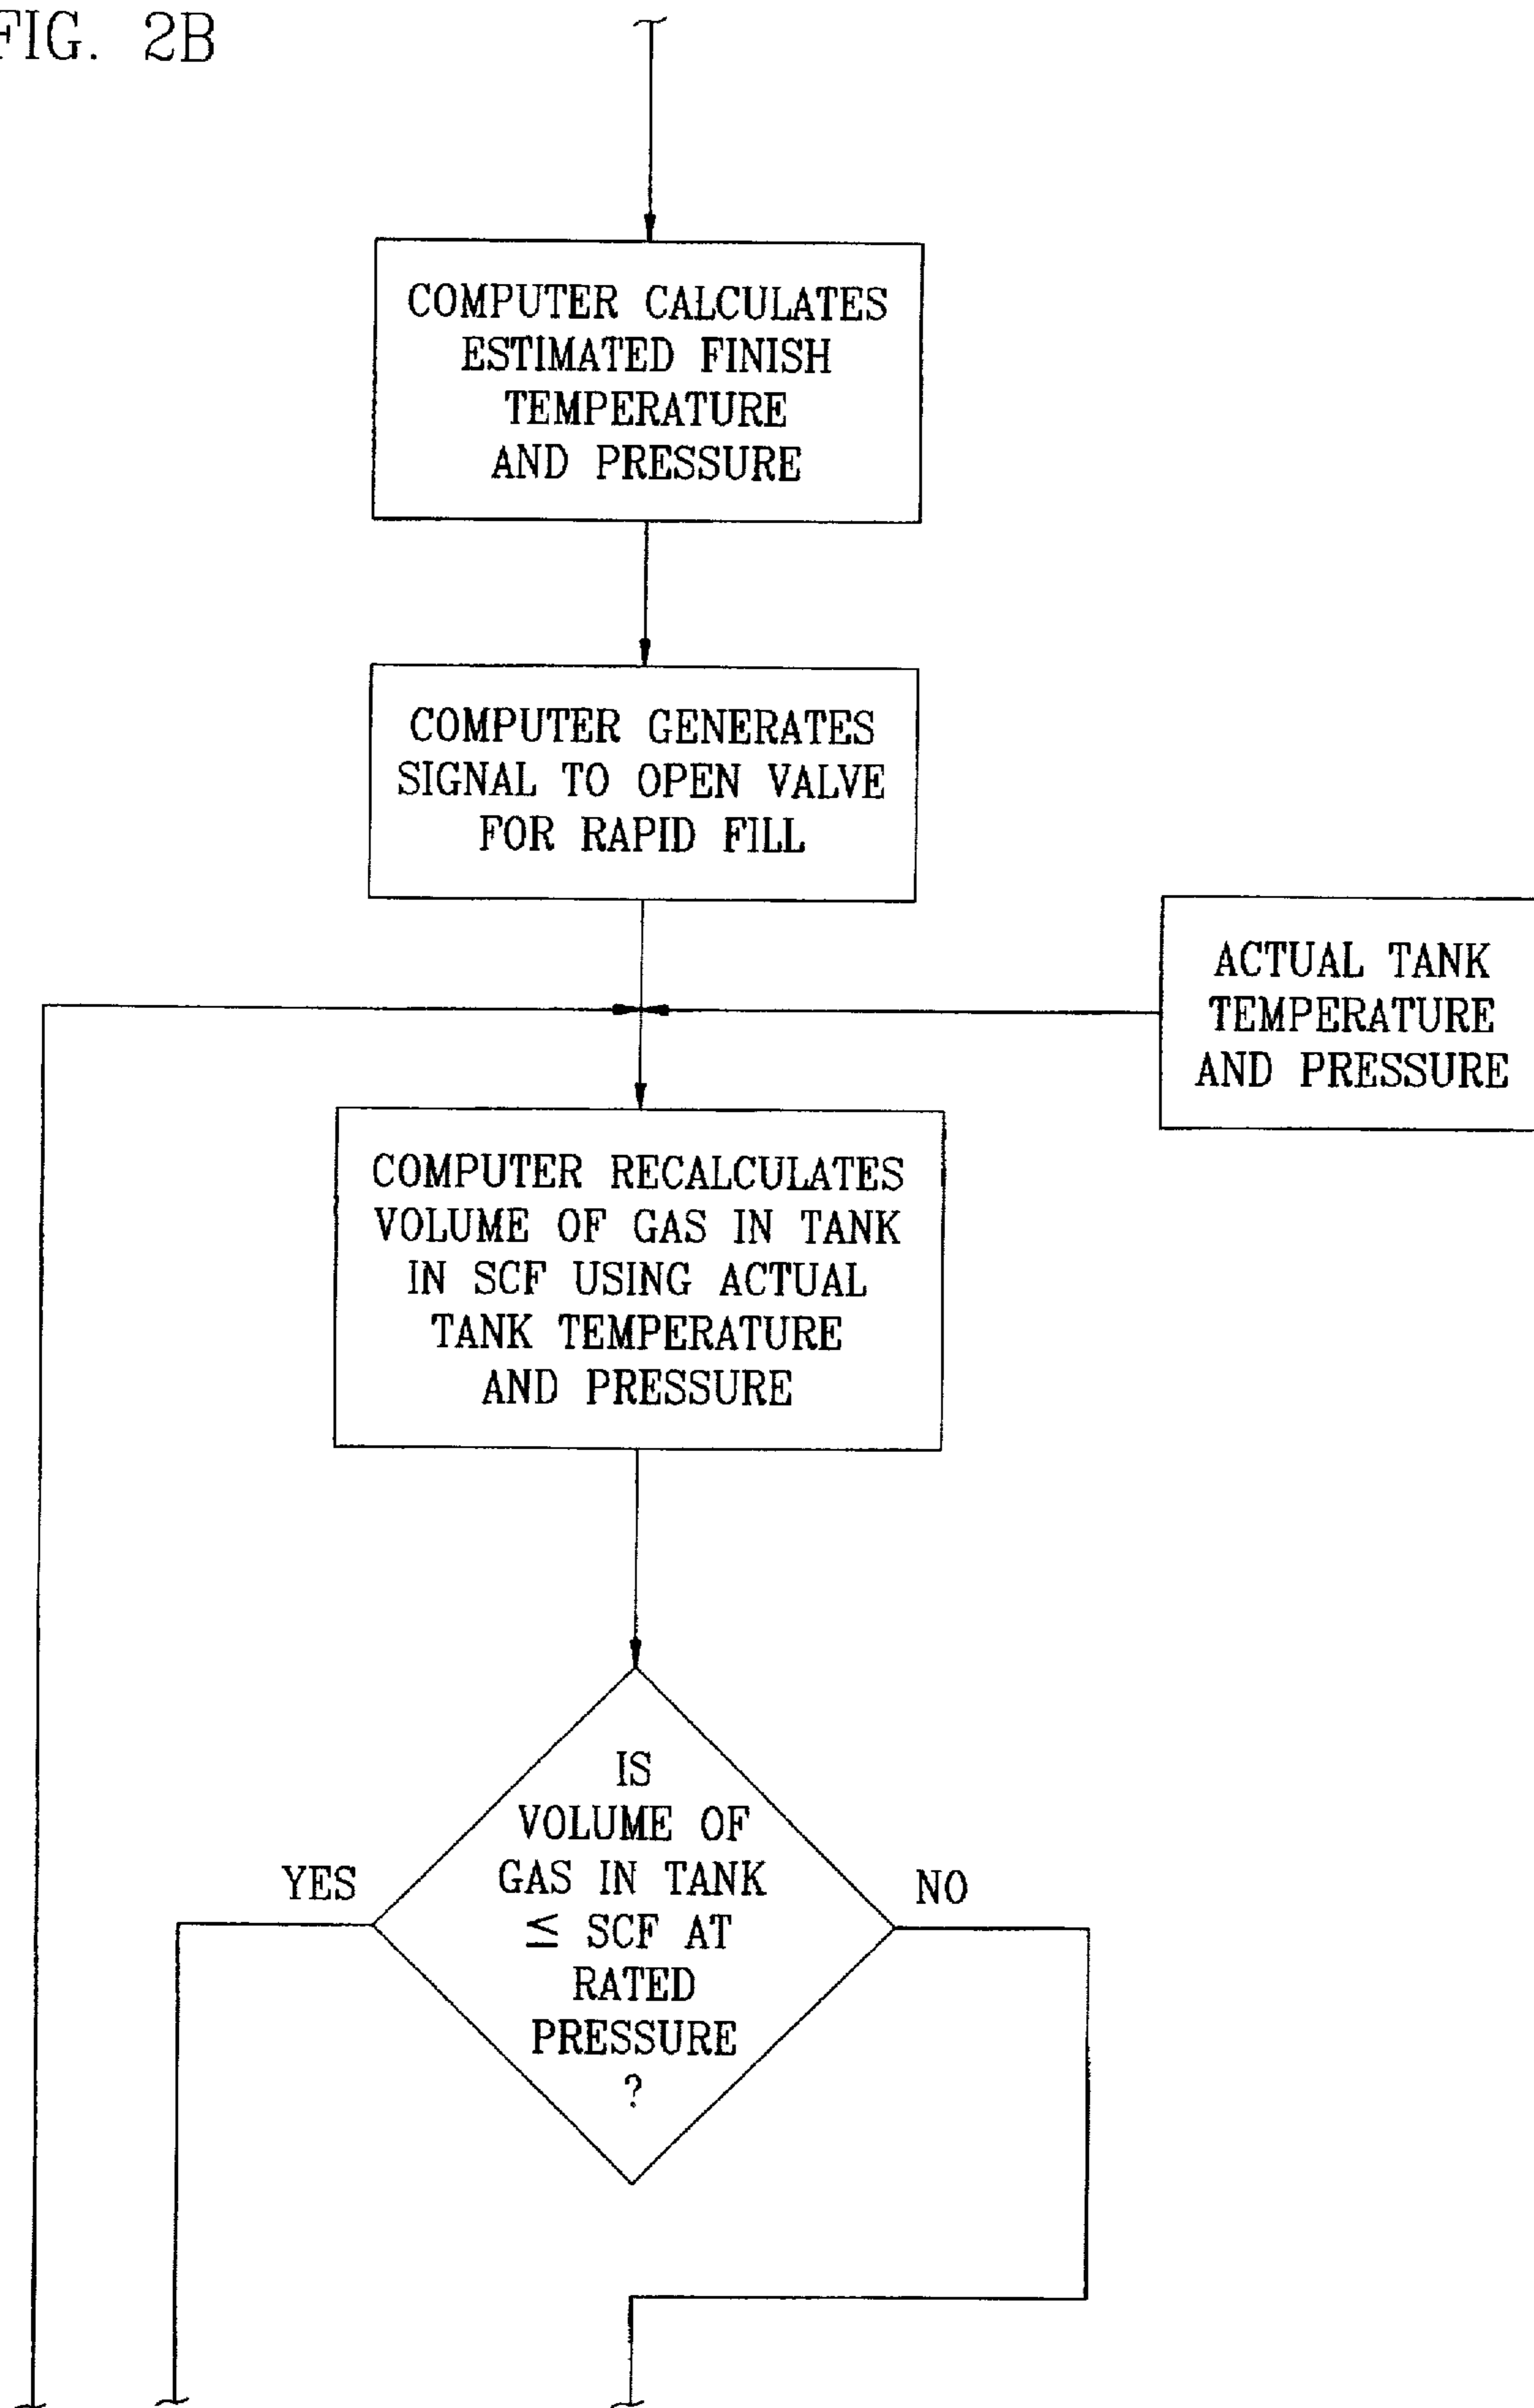 FIG. 2B
COMPUTER CALCULATES
ESTIMATED FINISH
TEMPERATURE
AND PRESSURE
COMPUTER GENERATES
SIGNAL TO OPEN VALVE
FOR RAPID FILL
ACTUAL TANK
TEMPERATURE
AND PRESSURE
COMPUTER RECALCULATES
VOLUME OF GAS IN TANK
IN SCF USING ACTUAL
TANK TEMPERATURE
AND PRESSURE
IS
VOLUME OF
GAS IN TANK
≤ SCF AT
RATED
PRESSURE
?
YES
NO